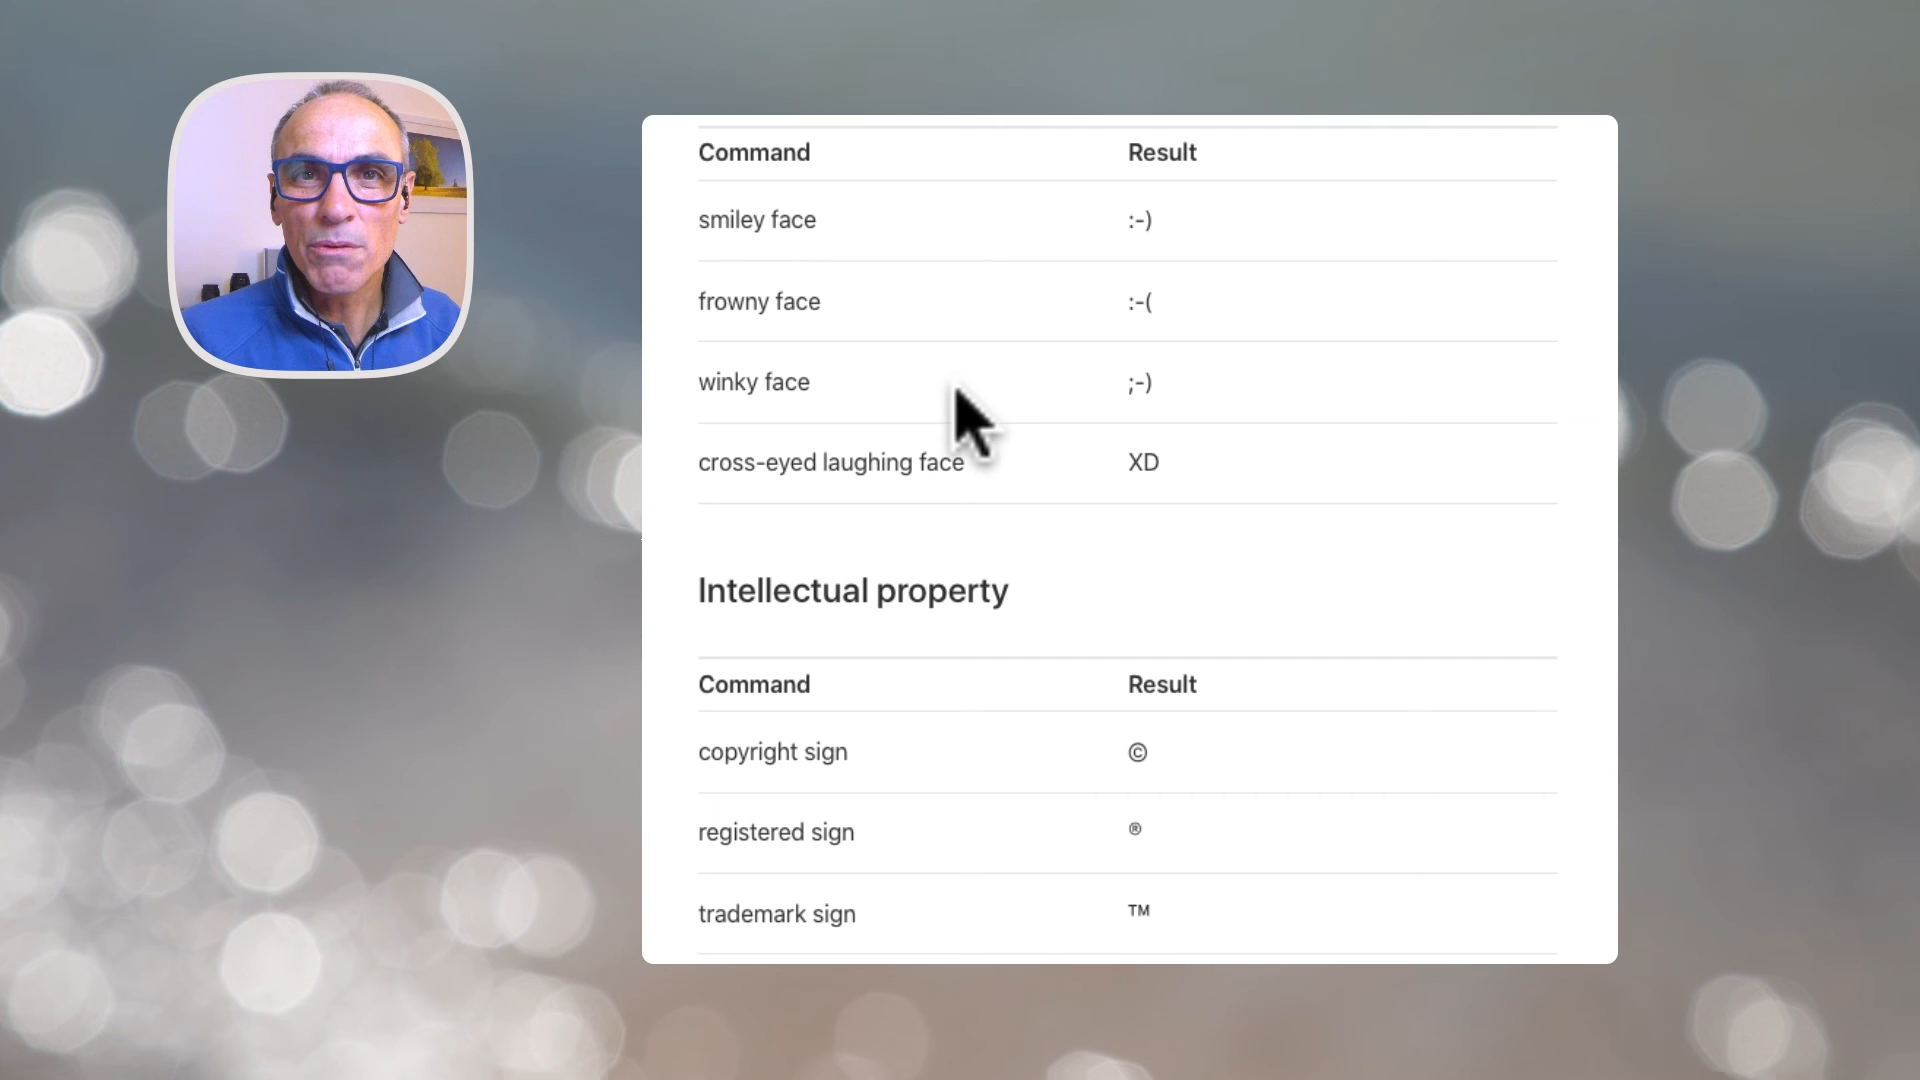 Command Result
smiley face :-)
frowny face :-(
winky face ;-)
cross-eyed laughing face XD
Intellectual property
Command Result
copyright sign ©
registered sign ®
trademark sign ™